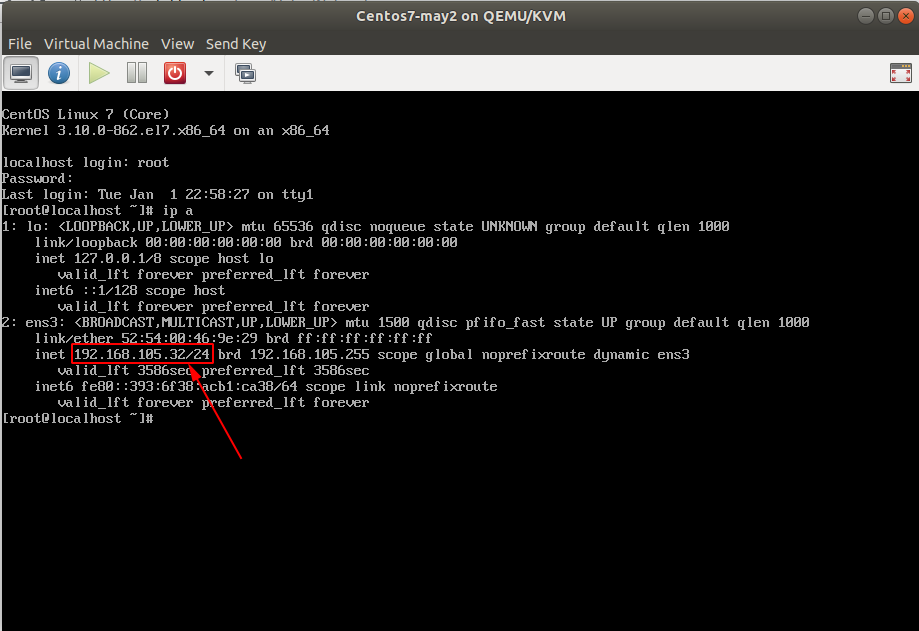 Centos7-may2 on QEMU/KVM
File Virtual Machine View Send Key
CentOS Linux 7 (Core)
Kernel 3.10.0-862.el7.x86_64 on an x86_64
localhost login: root
Password:
Last login: Tue Jan  1 22:58:27 on tty1
[root@localhost ~]# ip a
1: lo: <LOOPBACK,UP,LOWER_UP> mtu 65536 qdisc noqueue state UNKNOWN group default qlen 1000
    link/loopback 00:00:00:00:00:00 brd 00:00:00:00:00:00
    inet 127.0.0.1/8 scope host lo
       valid_lft forever preferred_lft forever
    inet6 ::1/128 scope host
       valid_lft forever preferred_lft forever
2: ens3: <BROADCAST,MULTICAST,UP,LOWER_UP> mtu 1500 qdisc pfifo_fast state UP group default qlen 1000
    link/ether 52:54:00:46:9e:29 brd ff:ff:ff:ff:ff:ff
    inet 192.168.105.32/24 brd 192.168.105.255 scope global noprefixroute dynamic ens3
       valid_lft 3586sec preferred_lft 3586sec
    inet6 fe80::393:6f38:acb1:ca38/64 scope link noprefixroute
       valid_lft forever preferred_lft forever
[root@localhost ~]#